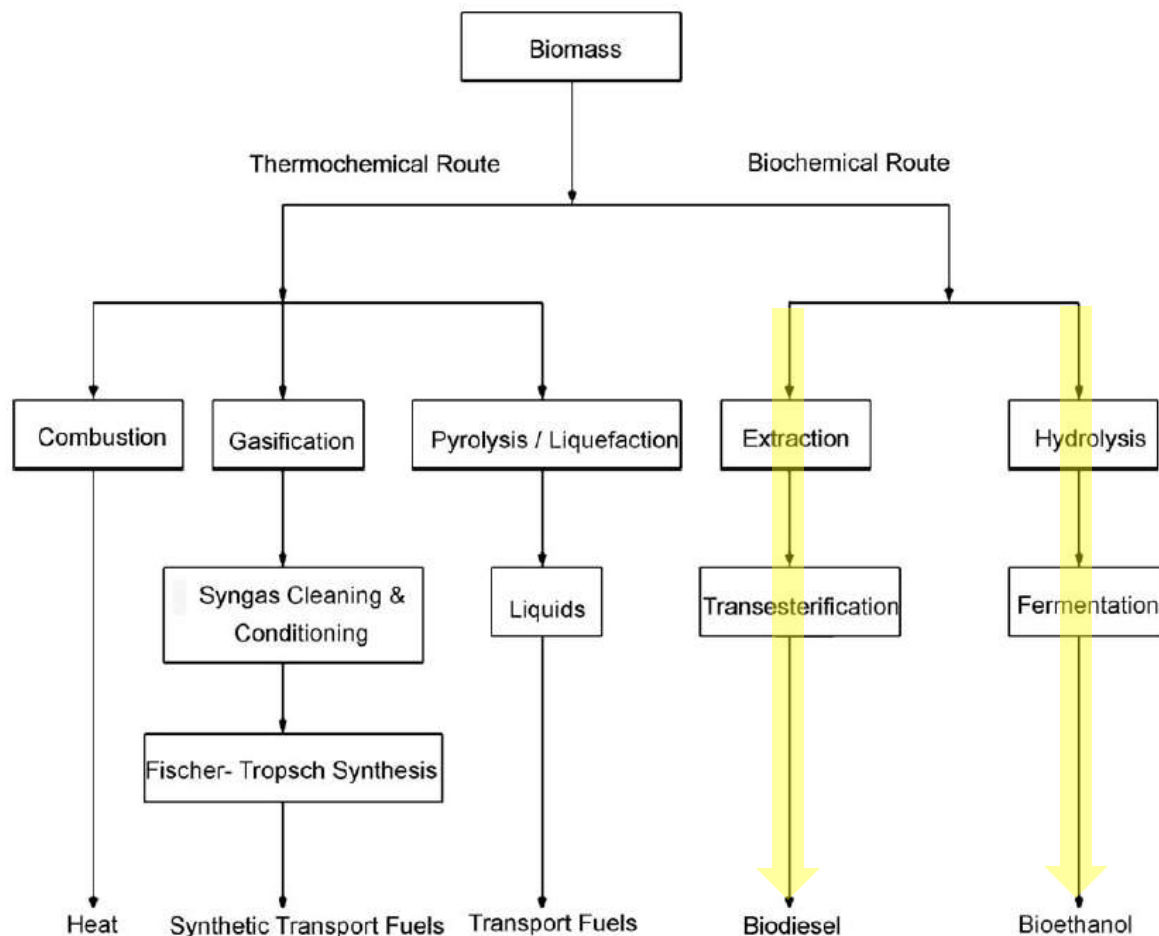 Biomass
Thermochemical Route
Biochemical Route
Combustion
Gasification
Pyrolysis / Liquefaction
Extraction
Hydrolysis
Syngas Cleaning &
Conditioning
Liquids
Transesterification
Fermentation
Fischer- Tropsch Synthesis
Heat
Synthetic Transport Fuels
Transport Fuels
Biodiesel
Bioethanol